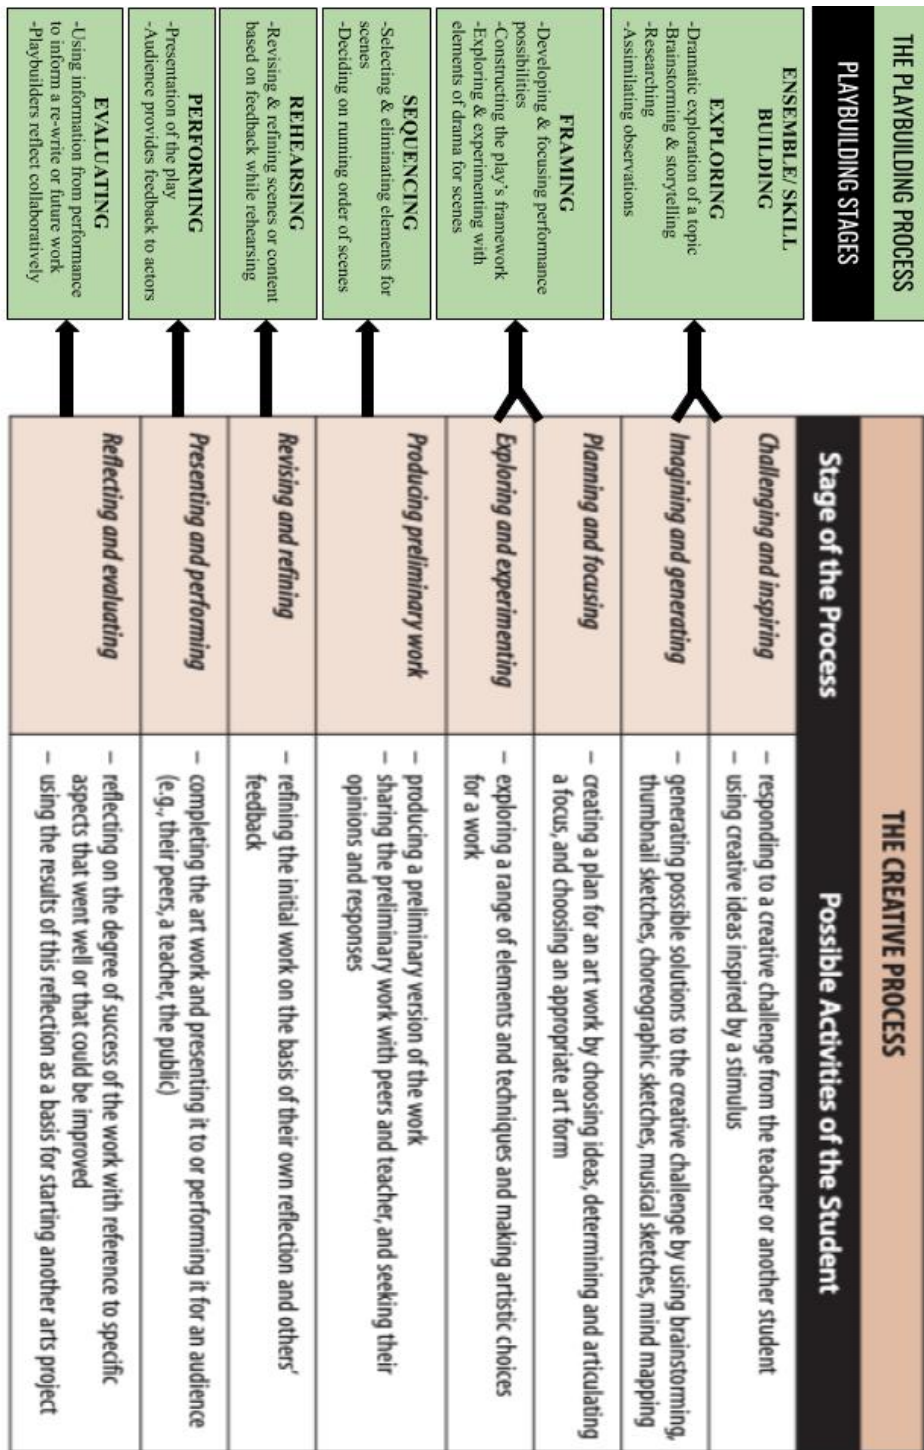 THE PLAYBUILDING PROCESS
PLAYBUILDING STAGES
ENSEMBLE/ SKILL
BUILDING
EXPLORING
-Dramatic exploration of a topic
-Brainstorming & storytelling
-Researching
-Assimilating observations
FRAMING
-Developing & focusing performance
possibilities
-Constructing the play's framework
-Exploring & experimenting with
elements of drama for scenes
SEQUENCING
-Selecting & eliminating elements for
scenes
-Deciding on running order of scenes
REHEARSING
-Revising & refining scenes or content
based on feedback while rehearsing
PERFORMING
-Presentation of the play
-Audience provides feedback to actors
EVALUATING
-Using information from performance
to inform a re-write or future work
-Playbuilders reflect collaboratively
THE CREATIVE PROCESS
Stage of the Process
Possible Activities of the Student
Challenging and inspiring
– responding to a creative challenge from the teacher or another student
– using creative ideas inspired by a stimulus
Imagining and generating
– generating possible solutions to the creative challenge by using brainstorming,
thumbnail sketches, choreographic sketches, musical sketches, mind mapping
Planning and focusing
– creating a plan for an art work by choosing ideas, determining and articulating
a focus, and choosing an appropriate art form
Exploring and experimenting
– exploring a range of elements and techniques and making artistic choices
for a work
Producing preliminary work
– producing a preliminary version of the work
– sharing the preliminary work with peers and teacher, and seeking their
opinions and responses
Revising and refining
– refining the initial work on the basis of their own reflection and others'
feedback
Presenting and performing
– completing the art work and presenting it to or performing it for an audience
(e.g., their peers, a teacher, the public)
Reflecting and evaluating
– reflecting on the degree of success of the work with reference to specific
aspects that went well or that could be improved
– using the results of this reflection as a basis for starting another arts project